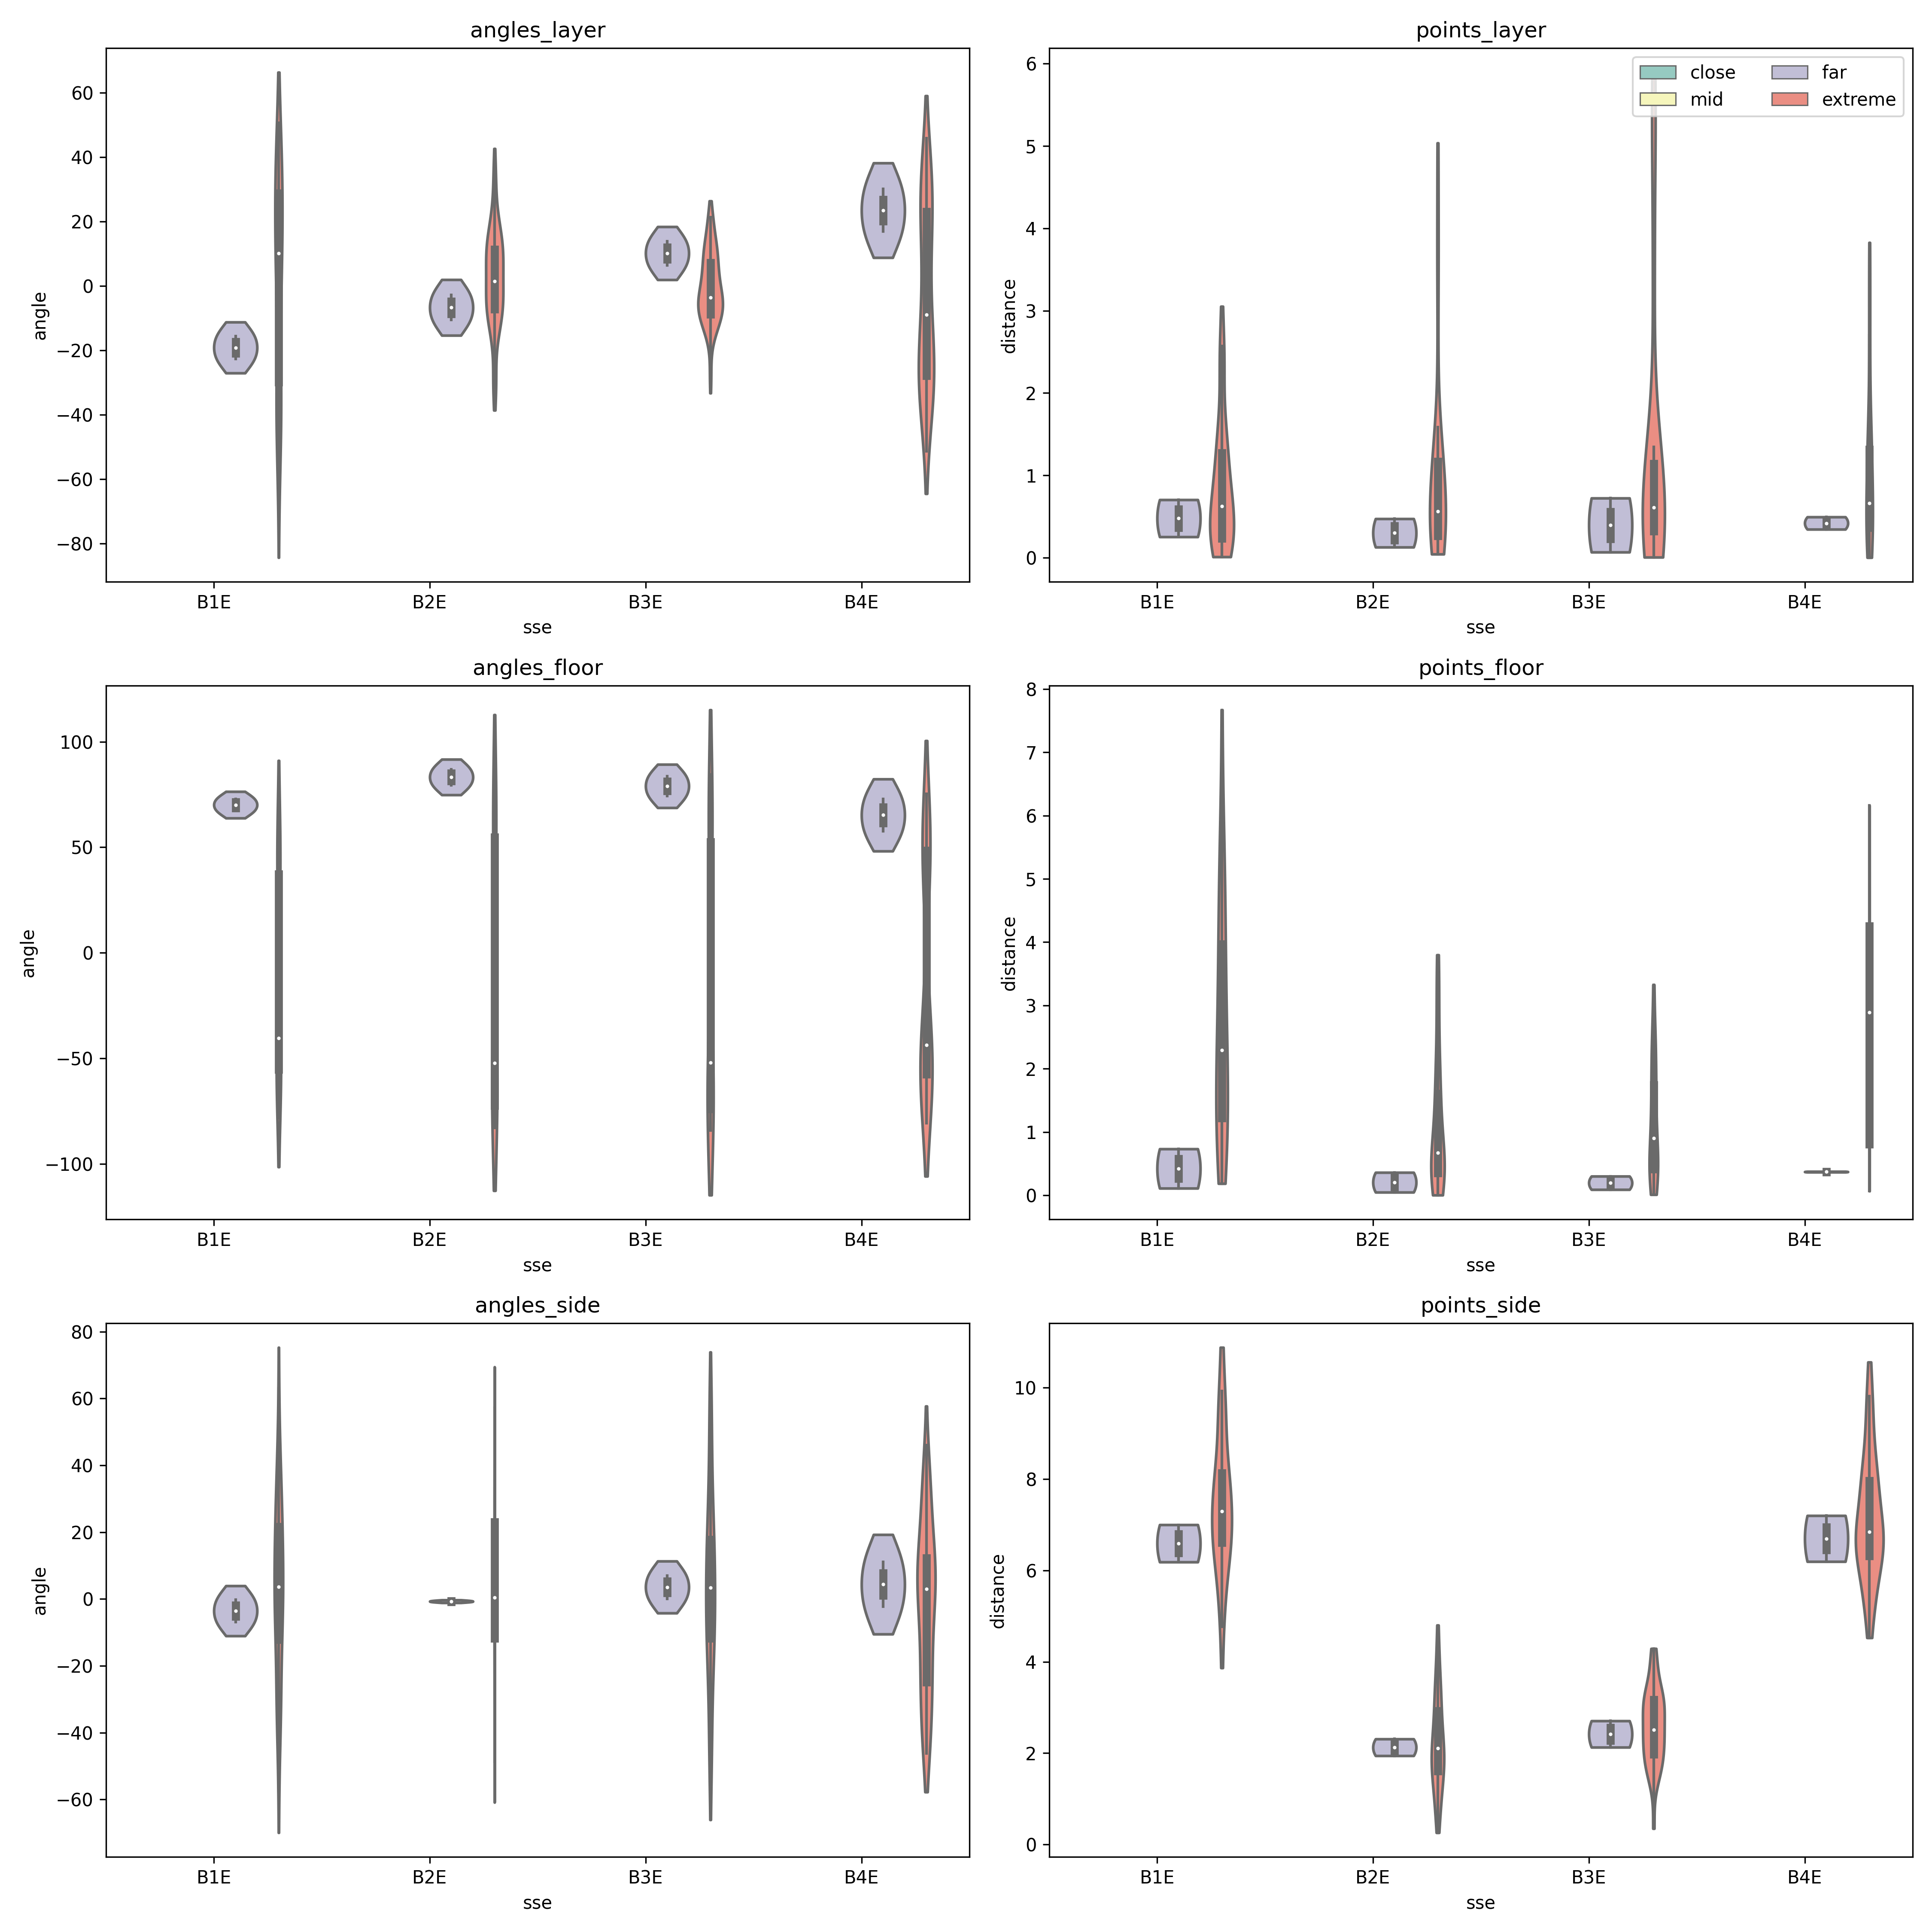 angles_layer
60
40
20
0
−20
−40
−60
−80
angle
B1E B2E B3E B4E
sse
points_layer
close far
mid extreme
6
5
4
3
2
1
0
distance
B1E B2E B3E B4E
sse
angles_floor
100
50
0
−50
−100
angle
B1E B2E B3E B4E
sse
points_floor
8
7
6
5
4
3
2
1
0
distance
B1E B2E B3E B4E
sse
angles_side
80
60
40
20
0
−20
−40
−60
angle
B1E B2E B3E B4E
sse
points_side
10
8
6
4
2
0
distance
B1E B2E B3E B4E
sse